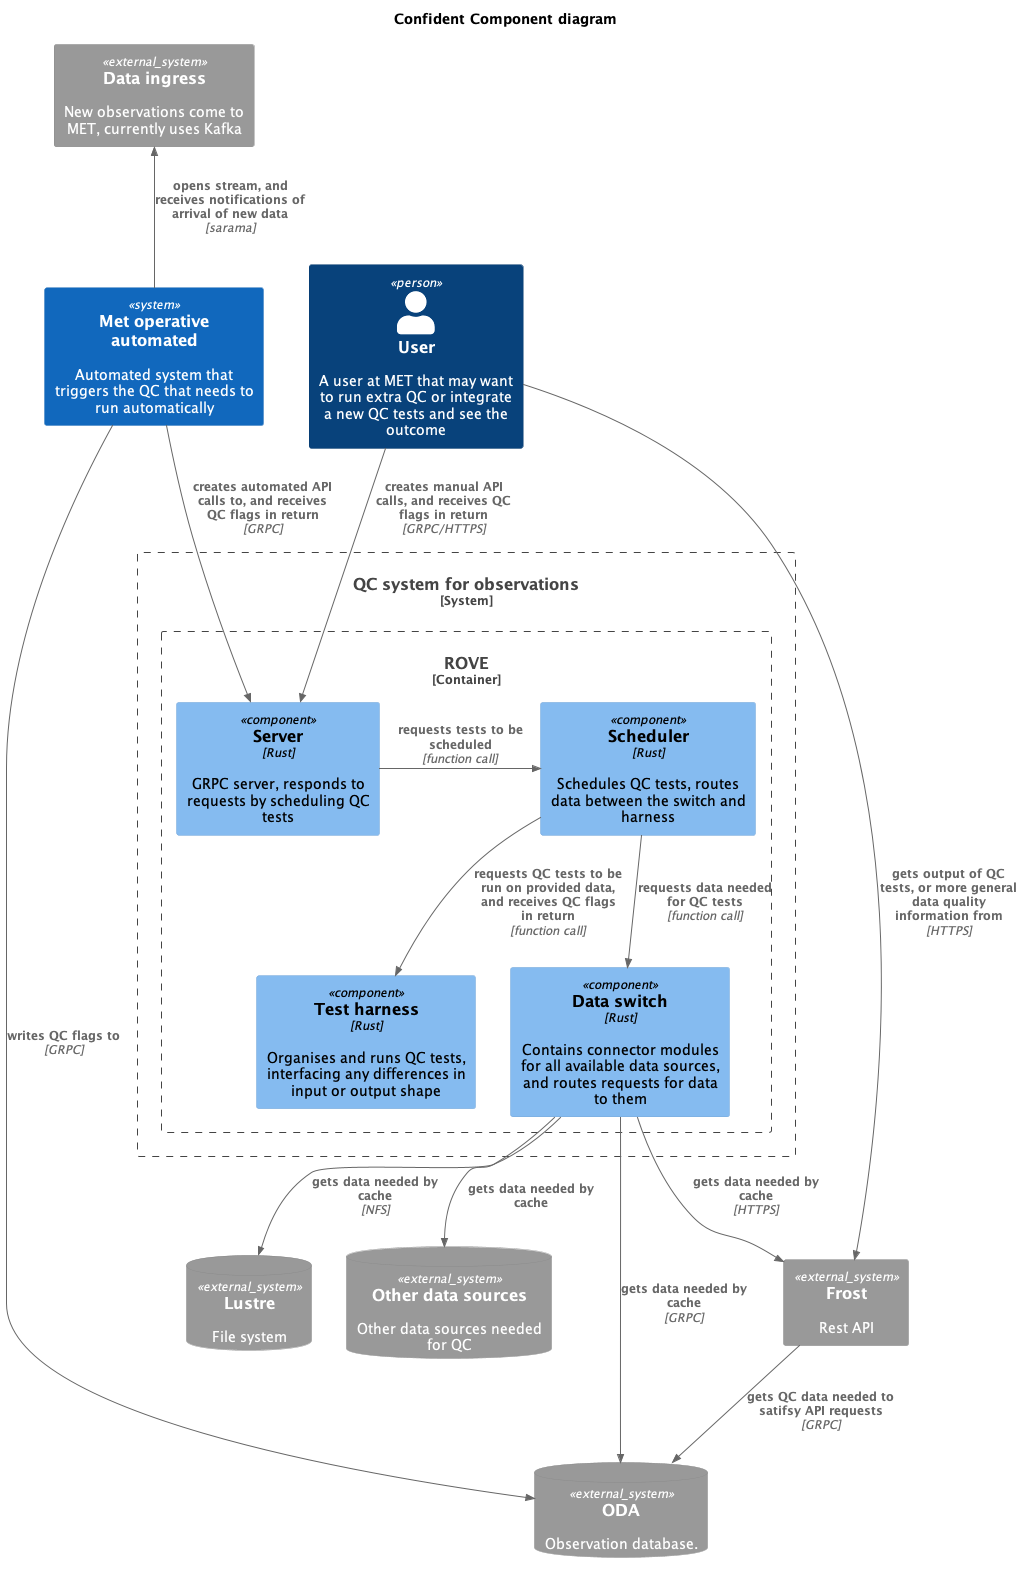 Confident Component diagram
«external_system»
Data ingress
New observations come to
MET, currently uses Kafka
opens stream, and
receives notifications of
arrival of new data
[sarama]
«system»
Met operative
automated
Automated system that
triggers the QC that needs to
run automatically
«person»
User
A user at MET that may want
to run extra QC or integrate
a new QC tests and see the
outcome
creates automated API
calls to, and receives
QC flags in return
[GRPC]
creates manual API
calls, and receives QC
flags in return
[GRPC/HTTPS]
QC system for observations
[System]
ROVE
[Container]
«component»
Server
[Rust]
GRPC server, responds to
requests by scheduling QC
tests
requests tests to be
scheduled
[function call]
«component»
Scheduler
[Rust]
Schedules QC tests, routes
data between the switch and
harness
requests QC tests to be
run on provided data,
and receives QC flags
in return
[function call]
requests data needed
for QC tests
[function call]
gets output of QC
tests, or more general
data quality
information from
[HTTPS]
«component»
Test harness
[Rust]
Organises and runs QC tests,
interfacing any differences in
input or output shape
«component»
Data switch
[Rust]
Contains connector modules
for all available data sources,
and routes requests for data
to them
writes QC flags to
[GRPC]
gets data needed by
cache
[NFS]
gets data needed by
cache
gets data needed by
cache
[HTTPS]
«external_system»
Lustre
File system
«external_system»
Other data sources
Other data sources needed
for QC
gets data needed by
cache
[GRPC]
«external_system»
Frost
Rest API
gets QC data needed to
satifsy API requests
[GRPC]
«external_system»
ODA
Observation database.